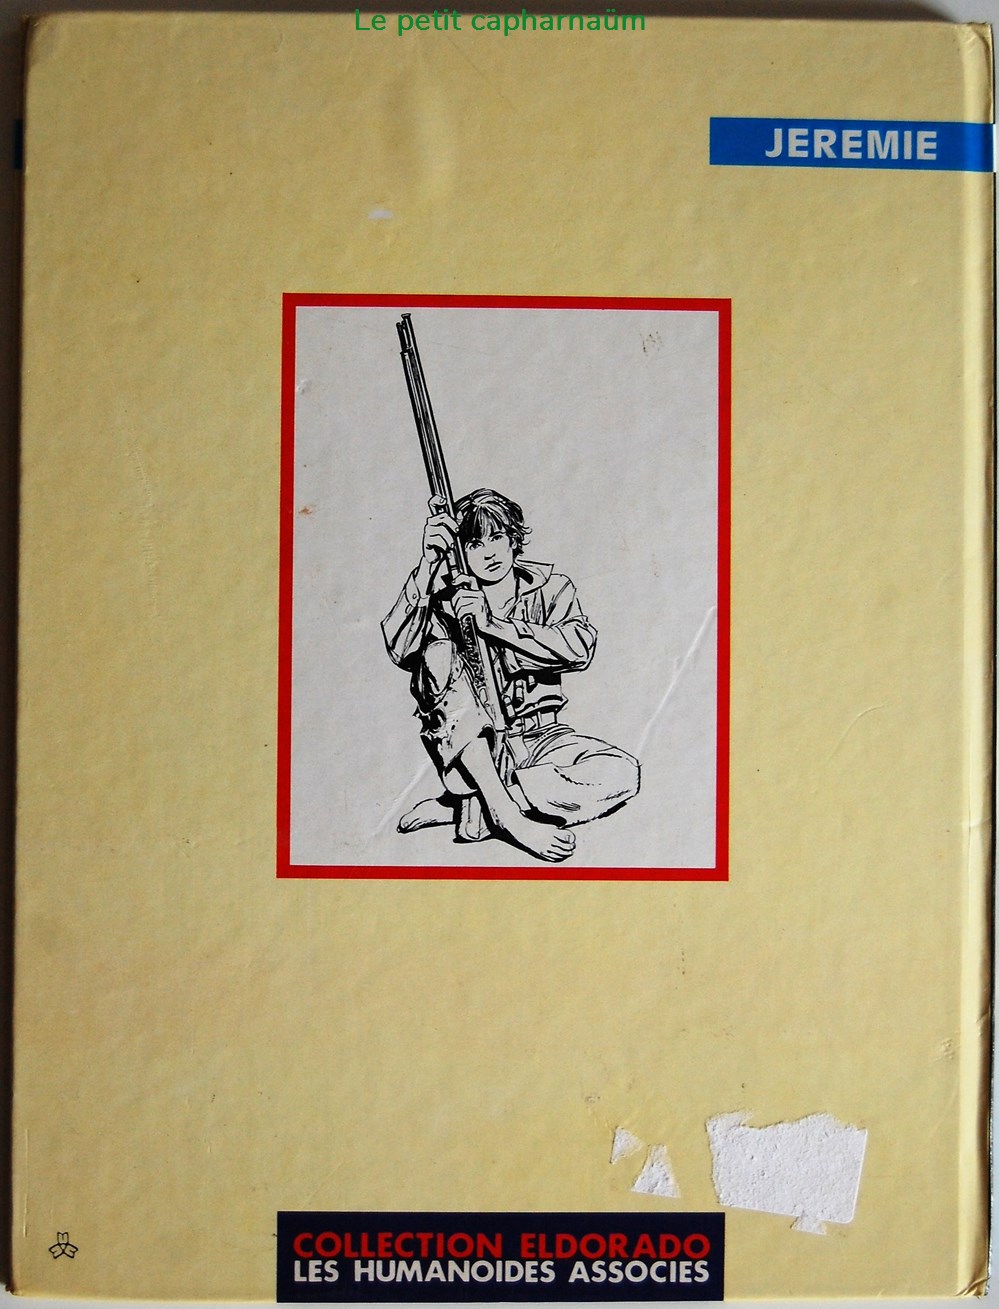 Le petit capharnaüm
JEREMIE
COLLECTION ELDORADO
LES HUMANOIDES ASSOCIES